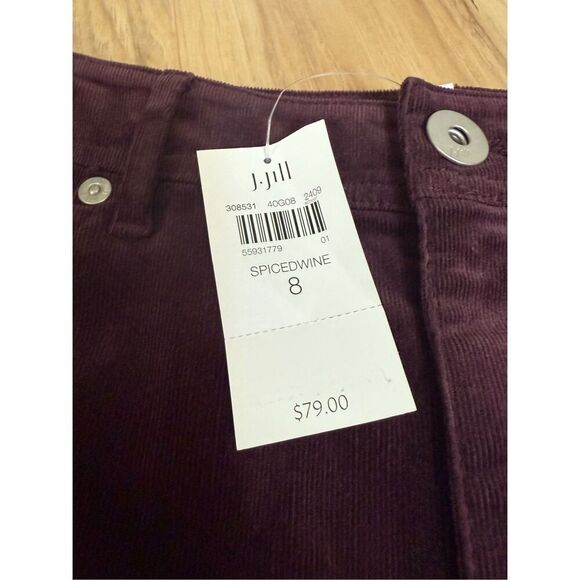 J.Jill
308531 40G08 2409
55931779 01
SPICEDWINE
8
$79.00